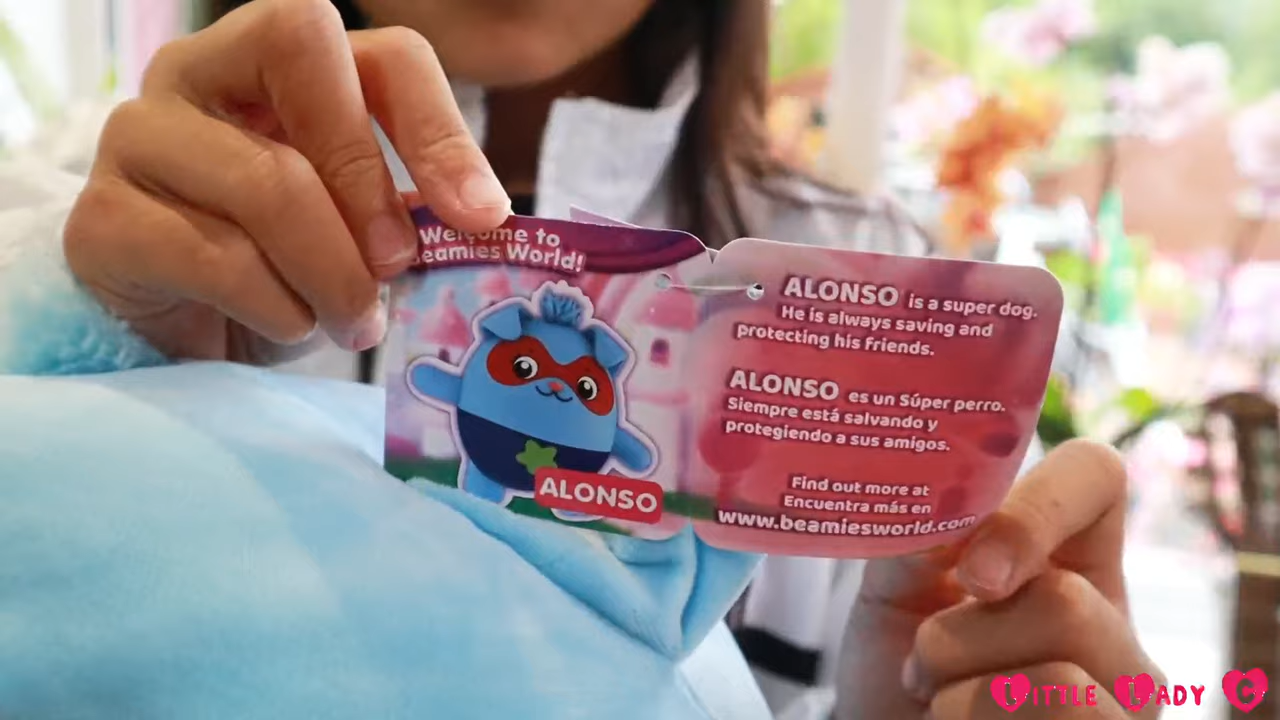 Welcome to
Beamies World!
ALONSO
ALONSO is a super dog.
He is always saving and
protecting his friends.
ALONSO es un Súper perro.
Siempre está salvando y
protegiendo a sus amigos.
Find out more at
Encuentra más en
www.beamiesworld.com
Little Lady C